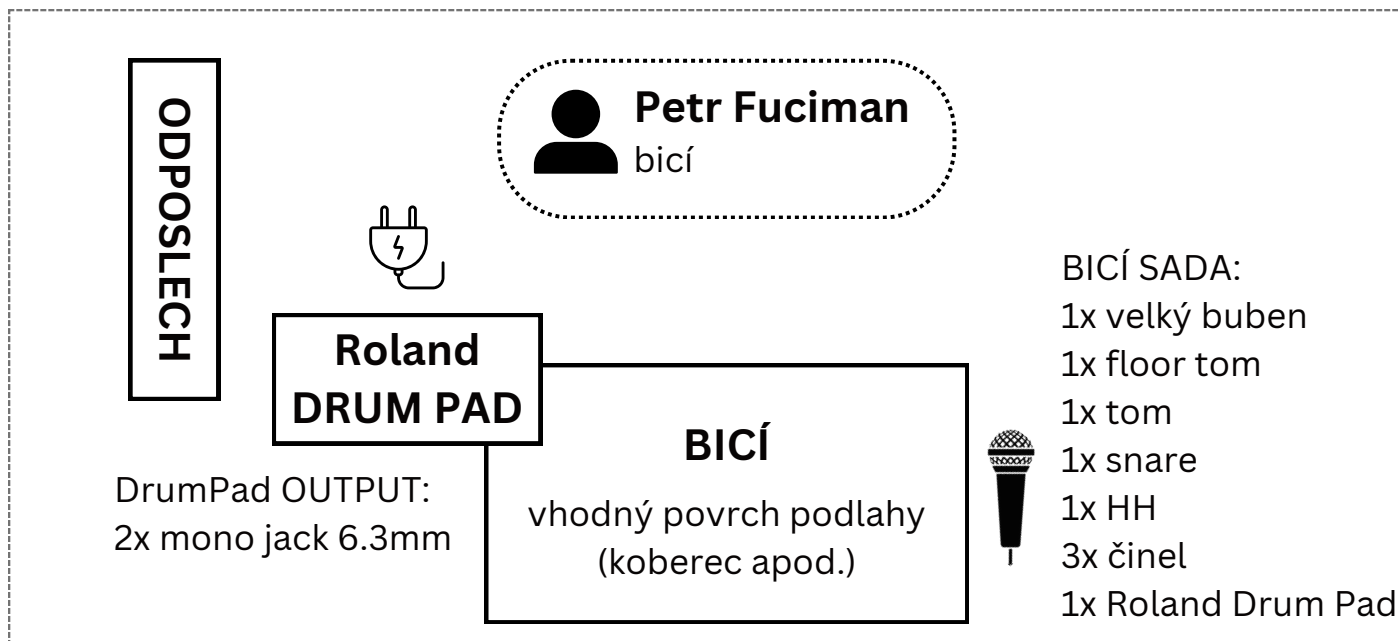 ODPOSLECH
Petr Fuciman
bicí
Roland
DRUM PAD
DrumPad OUTPUT:
2x mono jack 6.3mm
BICÍ
vhodný povrch podlahy
(koberec apod.)
BICÍ SADA:
1x velký buben
1x floor tom
1x tom
1x snare
1x HH
3x činel
1x Roland Drum Pad